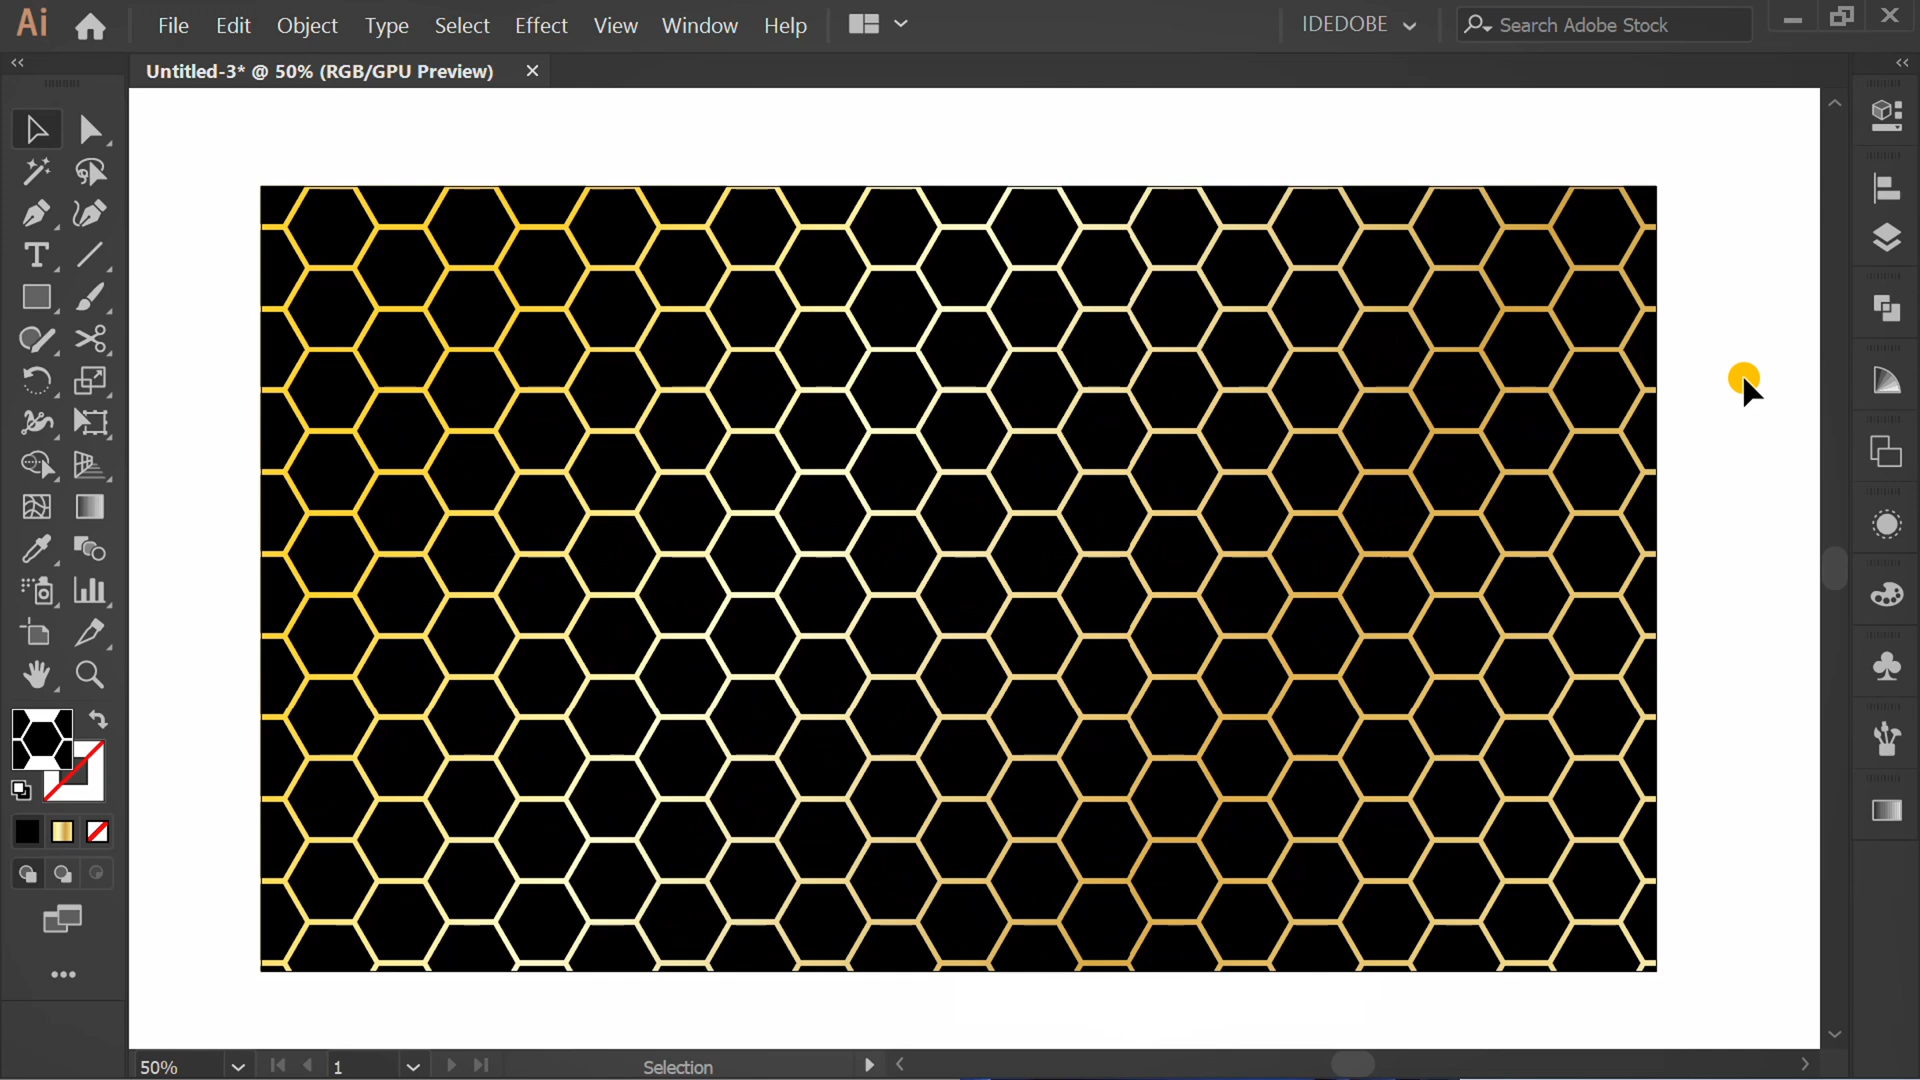 Ai
File Edit Object Type Select Effect View Window Help
IDEDOBE
Search Adobe Stock
Untitled-3* @ 50% (RGB/GPU Preview)
T
50%
1
Selection